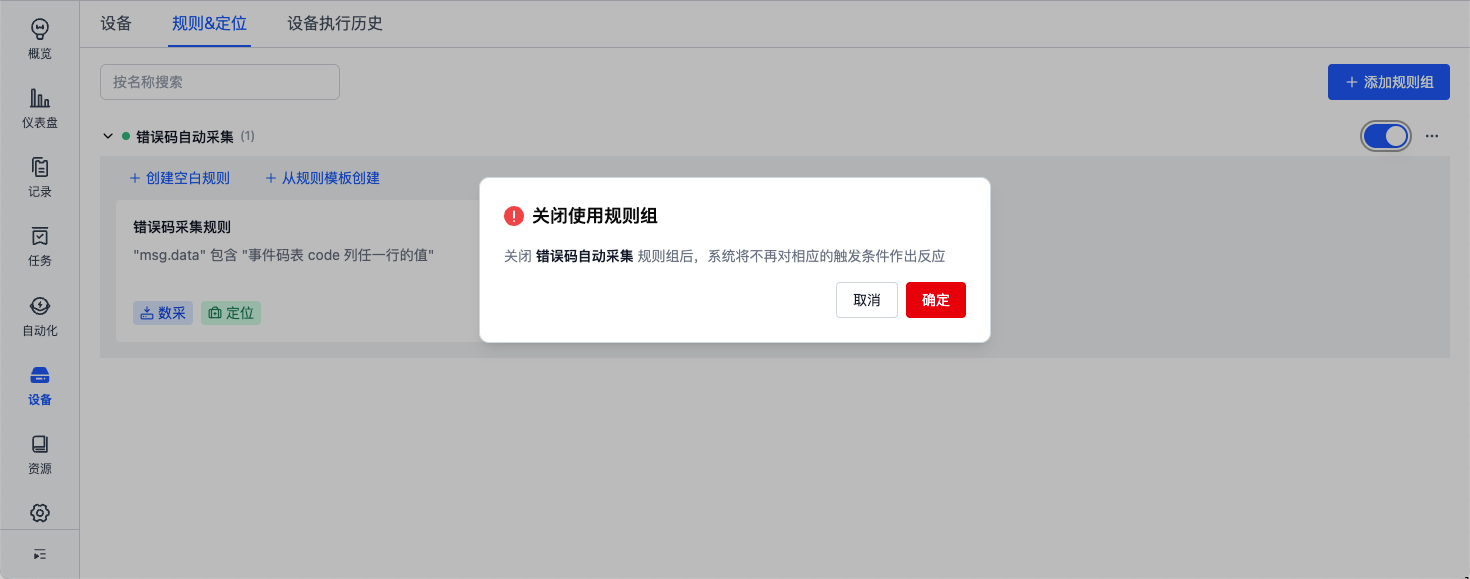 设备
规则&定位
设备执行历史
概览
仪表盘
记录
任务
自动化
设备
资源
按名称搜索
+ 添加规则组
错误码自动采集 (1)
+ 创建空白规则
+ 从规则模板创建
错误码采集规则
"msg.data" 包含 "事件码表 code 列任一行的值"
数采
定位
关闭使用规则组
关闭 错误码自动采集 规则组后，系统将不再对相应的触发条件作出反应
取消
确定